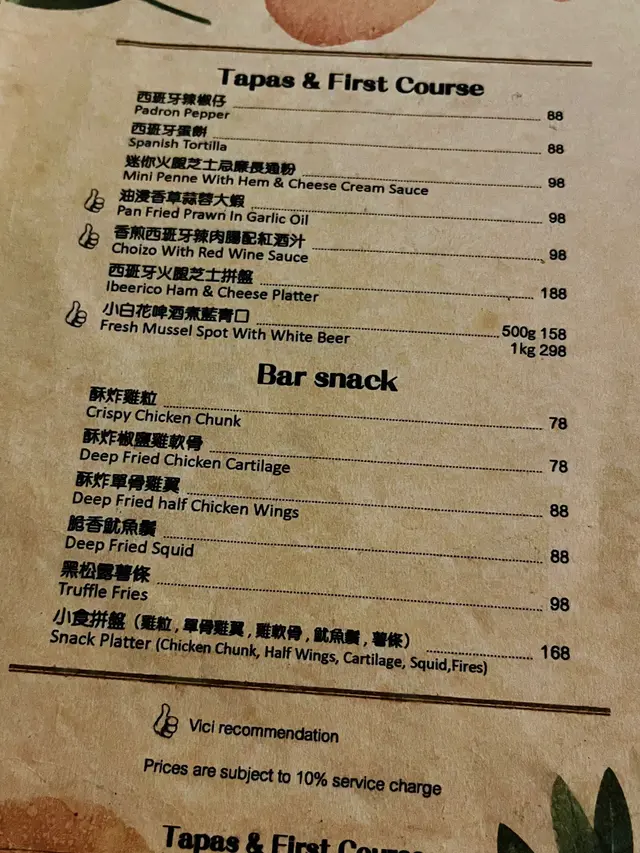 Tapas & First Course
西班牙辣椒仔
Padron Pepper 88
西班牙蛋餅
Spanish Tortilla 88
迷你火腿芝士忌廉長通粉
Mini Penne With Hem & Cheese Cream Sauce 98
油浸香草蒜蓉大蝦
Pan Fried Prawn In Garlic Oil 98
香煎西班牙辣肉腸配紅酒汁
Choizo With Red Wine Sauce 98
西班牙火腿芝士拼盤
Ibeerico Ham & Cheese Platter 188
小白花啤酒煮藍青口
Fresh Mussel Spot With White Beer 500g 158
1kg 298
Bar snack
酥炸雞粒
Crispy Chicken Chunk 78
酥炸椒鹽雞軟骨
Deep Fried Chicken Cartilage 78
酥炸單骨雞翼
Deep Fried half Chicken Wings 88
脆香魷魚鬚
Deep Fried Squid 88
黑松露薯條
Truffle Fries 98
小食拼盤（雞粒 , 單骨雞翼 , 雞軟骨 , 魷魚鬚 , 薯條） 168
Snack Platter (Chicken Chunk, Half Wings, Cartilage, Squid,Fires)
Vici recommendation
Prices are subject to 10% service charge
Tapas & First Course